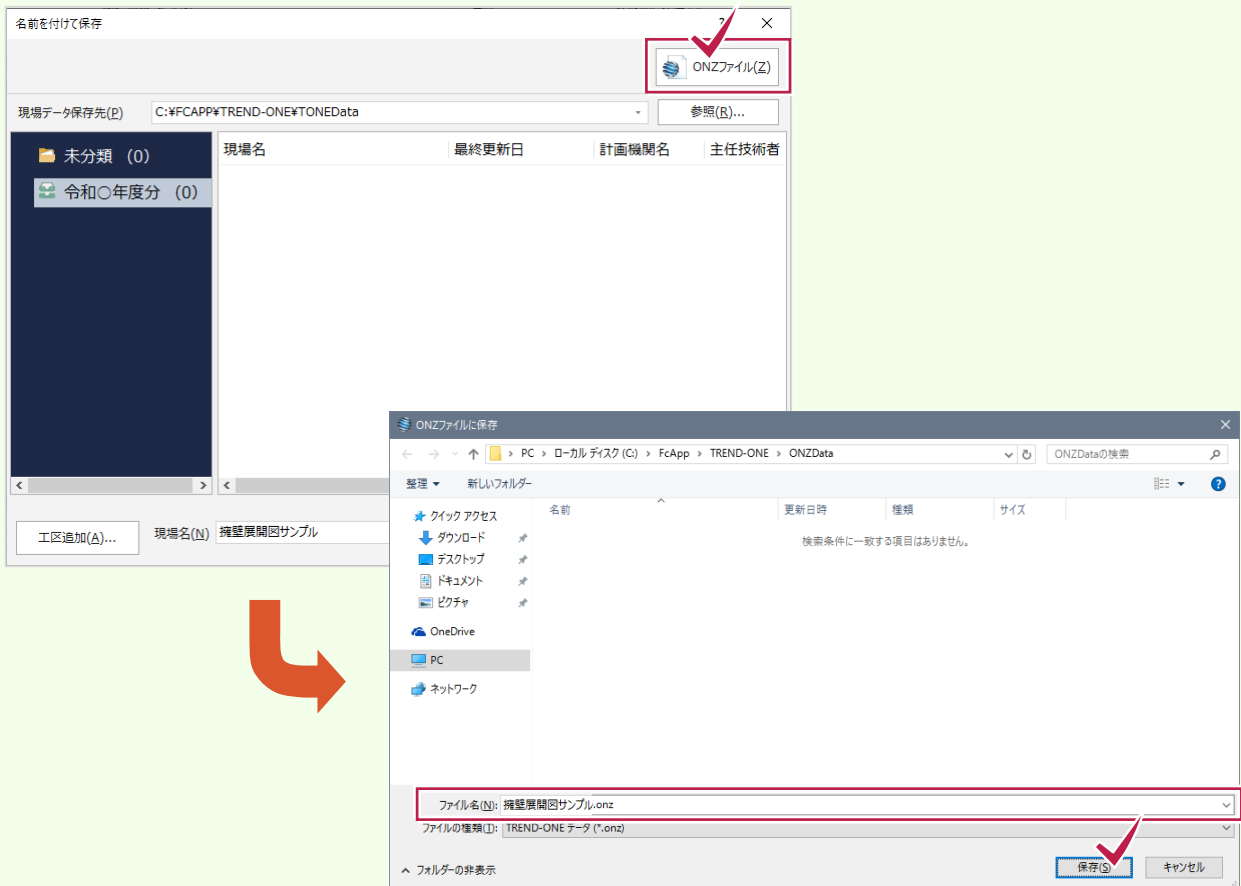 名前を付けて保存
?
ONZファイル(Z)
現場データ保存先(P) C:¥FCAPP¥TREND-ONE¥TONEData 参照(R)...
未分類 (0)
令和○年度分 (0)
現場名 最終更新日 計画機関名 主任技術者
工区追加(A)... 現場名(N) 擁壁展開図サンプル
ONZファイルに保存
PC › ローカル ディスク (C:) › FcApp › TREND-ONE › ONZData ONZDataの検索
整理 新しいフォルダー
クイック アクセス
ダウンロード
デスクトップ
ドキュメント
ピクチャ
OneDrive
PC
ネットワーク
名前 更新日時 種類 サイズ
検索条件に一致する項目はありません。
ファイル名(N): 擁壁展開図サンプル.onz
ファイルの種類(T): TREND-ONE データ (*.onz)
フォルダーの非表示 保存(S) キャンセル